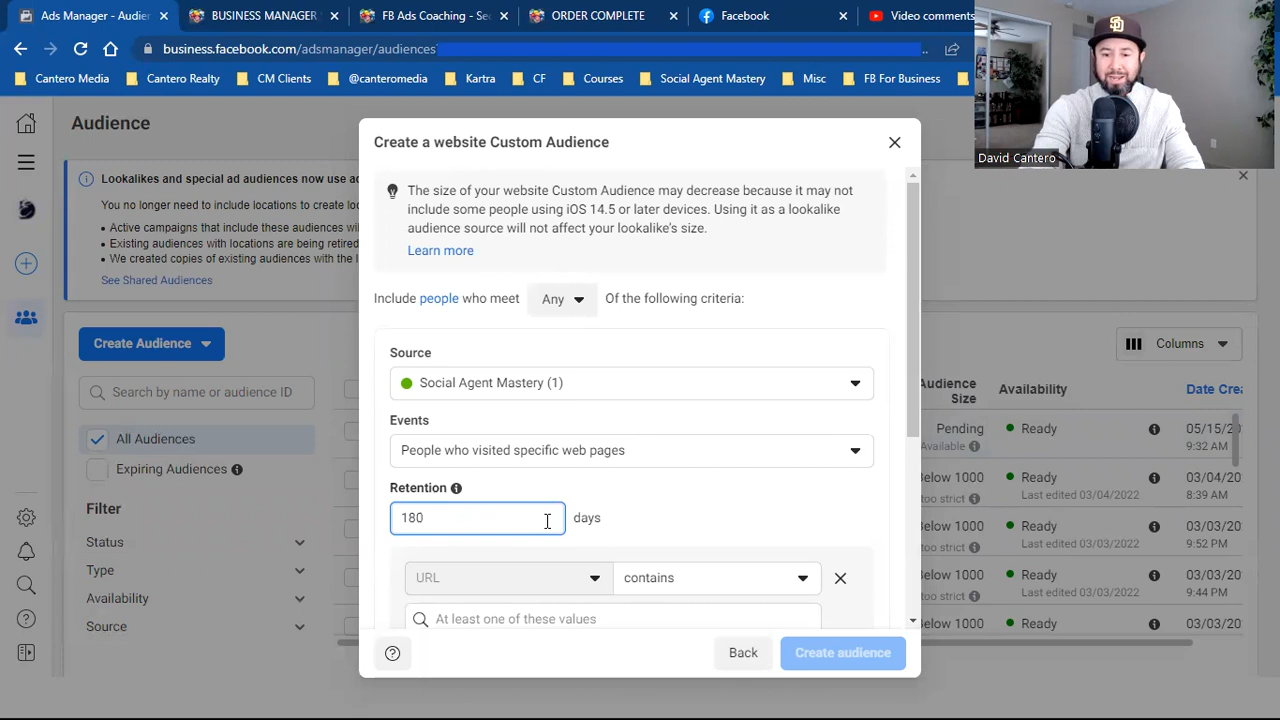 Ads Manager - Audien
BUSINESS MANAGER
FB Ads Coaching - Se
ORDER COMPLETE
Facebook
Video comments
business.facebook.com/adsmanager/audiences
..
Cantero Media
Cantero Realty
CM Clients
@canteromedia
Kartra
CF
Courses
Social Agent Mastery
Misc
FB For Business
David Cantero
Audience
Lookalikes and special ad audiences now use ad
You no longer need to include locations to create loo
• Active campaigns that include these audiences wi
• Existing audiences with locations are being retired
• We created copies of existing audiences with the l
See Shared Audiences
Create Audience
Search by name or audience ID
All Audiences
Expiring Audiences
Filter
Status
Type
Availability
Source
Create a website Custom Audience
The size of your website Custom Audience may decrease because it may not
include some people using iOS 14.5 or later devices. Using it as a lookalike
audience source will not affect your lookalike's size.
Learn more
Include people who meet Any Of the following criteria:
Source
Social Agent Mastery (1)
Events
People who visited specific web pages
Retention
180 days
URL contains
At least one of these values
Back
Create audience
Columns
Audience Size
Availability
Date Crea
Pending
Available
Ready
05/15/20
9:32 AM
Below 1000
too strict
Ready
Last edited 03/04/2022
03/04/20
8:39 AM
Below 1000
too strict
Ready
Last edited 03/03/2022
03/03/20
9:52 PM
Below 1000
too strict
Ready
Last edited 03/03/2022
03/03/20
9:44 PM
Below 1000
Ready
03/03/20